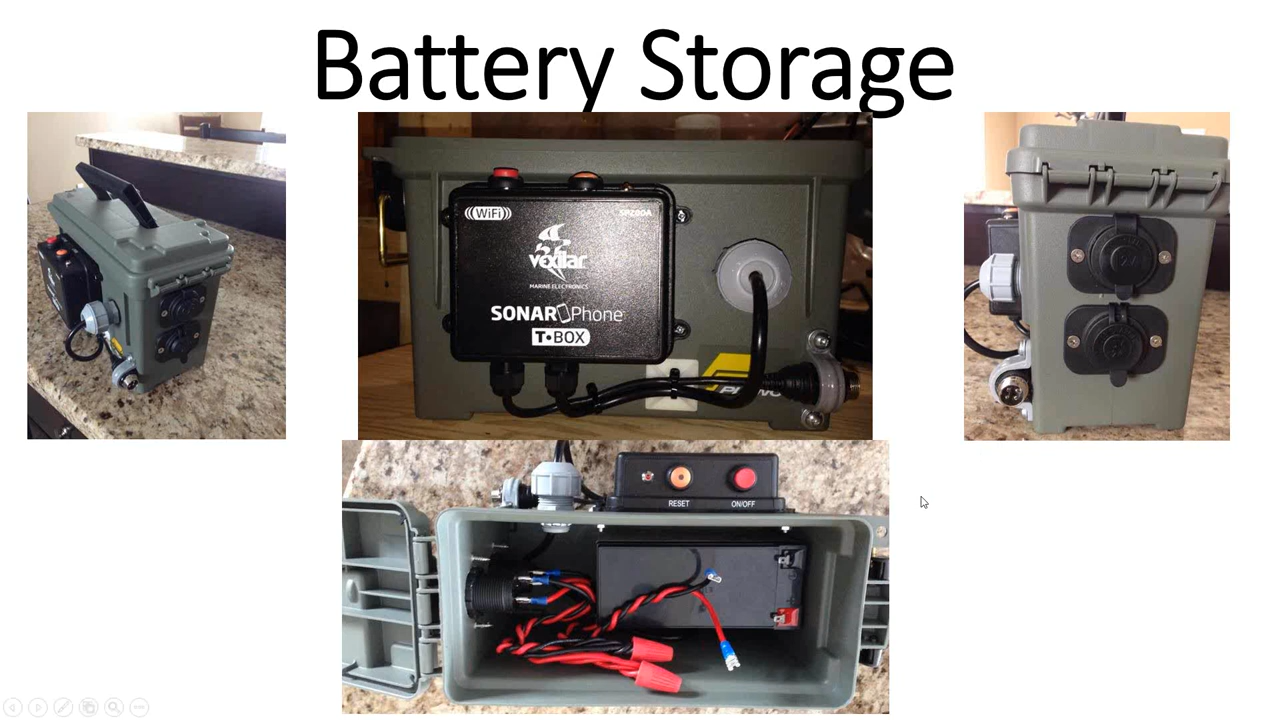 Battery Storage
WiFi
SP200A
vexilar
MARINE ELECTRONICS
SONAR Phone
T•BOX
RESET
ON/OFF